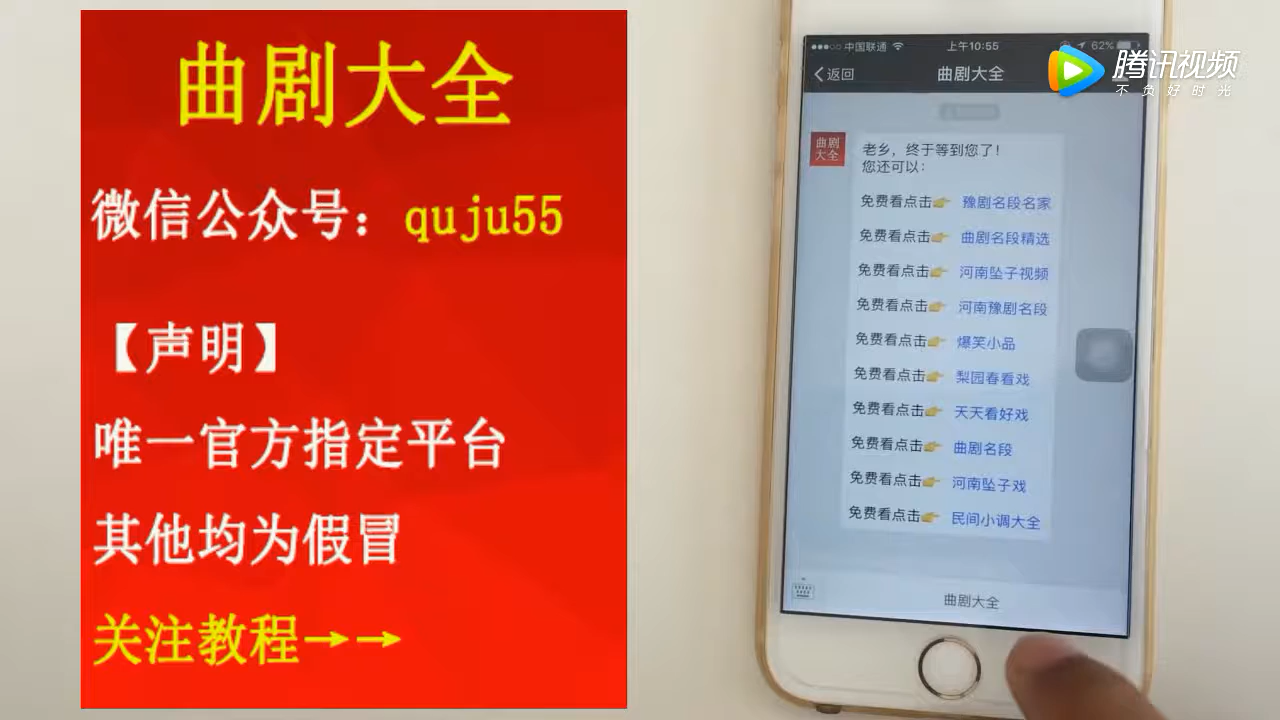 曲剧大全
微信公众号：quju55
【声明】
唯一官方指定平台
其他均为假冒
关注教程→→
中国联通
上午10:55
62%
返回
曲剧大全
腾讯视频
不负好时光
曲剧
大全
老乡，终于等到您了！
您还可以：
免费看点击👉 豫剧名段名家
免费看点击👉 曲剧名段精选
免费看点击👉 河南坠子视频
免费看点击👉 河南豫剧名段
免费看点击👉 爆笑小品
免费看点击👉 梨园春看戏
免费看点击👉 天天看好戏
免费看点击👉 曲剧名段
免费看点击👉 河南坠子戏
免费看点击👉 民间小调大全
曲剧大全